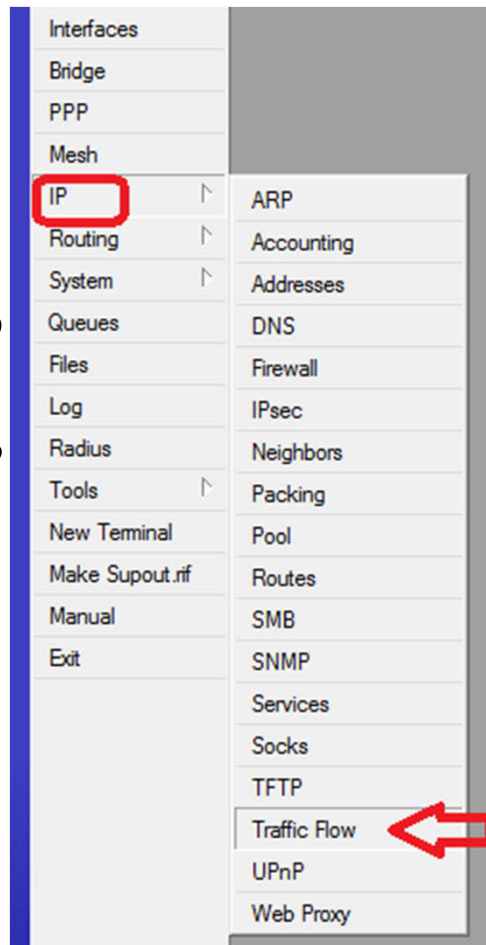 Interfaces
Bridge
PPP
Mesh
IP
Routing
System
Queues
Files
Log
Radius
Tools
New Terminal
Make Supout.rif
Manual
Exit
ARP
Accounting
Addresses
DNS
Firewall
IPsec
Neighbors
Packing
Pool
Routes
SMB
SNMP
Services
Socks
TFTP
Traffic Flow
UPnP
Web Proxy